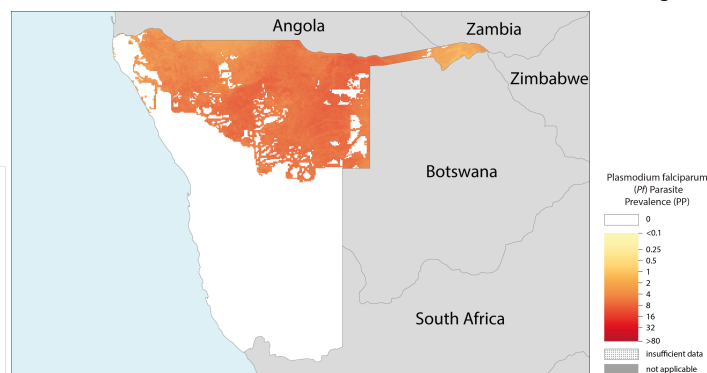 Angola
Zambia
Zimbabwe
Botswana
South Africa
Plasmodium falciparum
(Pf) Parasite
Prevalence (PP)
0
<0.1
0.25
0.5
1
2
4
8
16
32
>80
insufficient data
not applicable